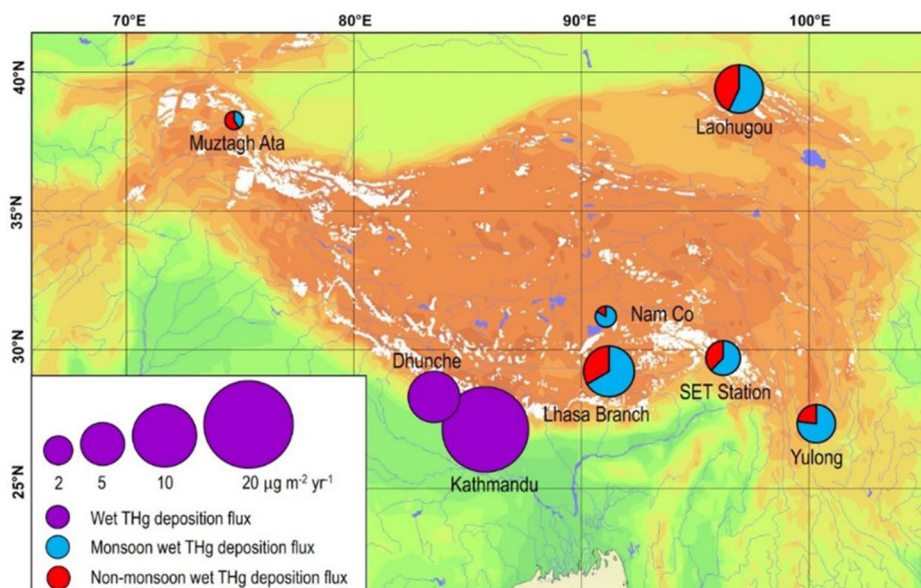 70°E 80°E 90°E 100°E
40°N
Muztagh Ata
Laohugou
35°N
Nam Co
30°N
Dhunche
SET Station
Lhasa Branch
Yulong
Kathmandu
25°N
2 5 10 20 µg m⁻² yr⁻¹
Wet THg deposition flux
Monsoon wet THg deposition flux
Non-monsoon wet THg deposition flux